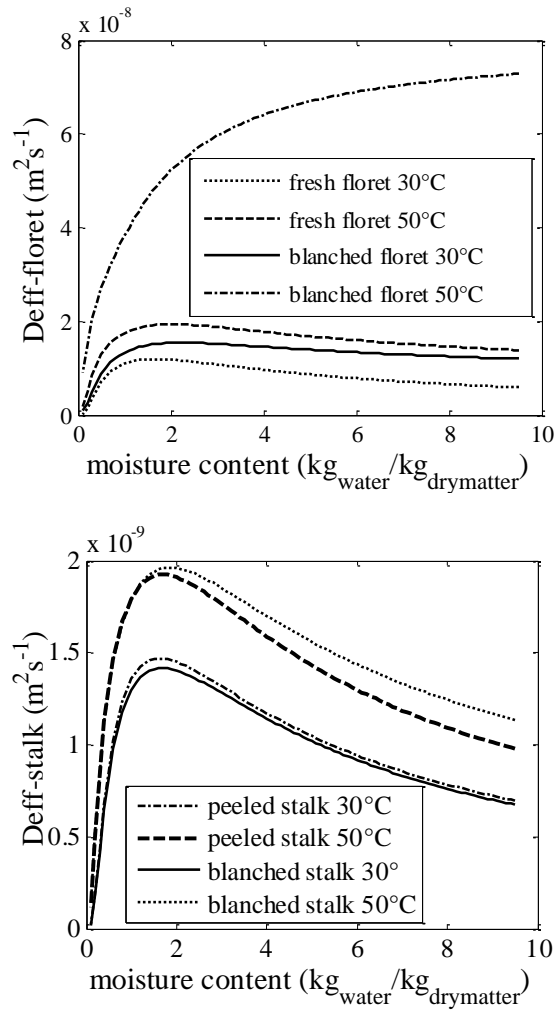 x 10⁻⁸
8
6
4
2
0
0 2 4 6 8 10
Deff-floret (m²s⁻¹)
fresh floret 30°C
fresh floret 50°C
blanched floret 30°C
blanched floret 50°C
moisture content (kg_water/kg_drymatter)
x 10⁻⁹
2
1.5
1
0.5
0
0 2 4 6 8 10
Deff-stalk (m²s⁻¹)
peeled stalk 30°C
peeled stalk 50°C
blanched stalk 30°
blanched stalk 50°C
moisture content (kg_water/kg_drymatter)